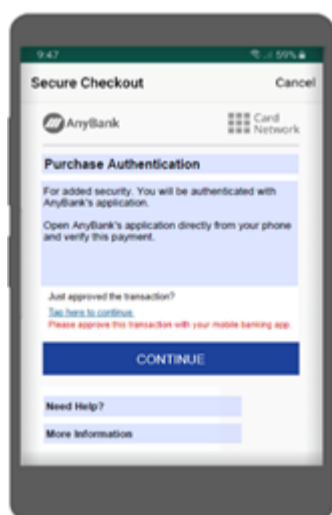 9:47
59%
Secure Checkout
Cancel
AnyBank
Card
Network
Purchase Authentication
For added security. You will be authenticated with
AnyBank's application.
Open AnyBank's application directly from your phone
and verify this payment.
Just approved the transaction?
Tap here to continue.
Please approve this transaction with your mobile banking app.
CONTINUE
Need Help?
More Information